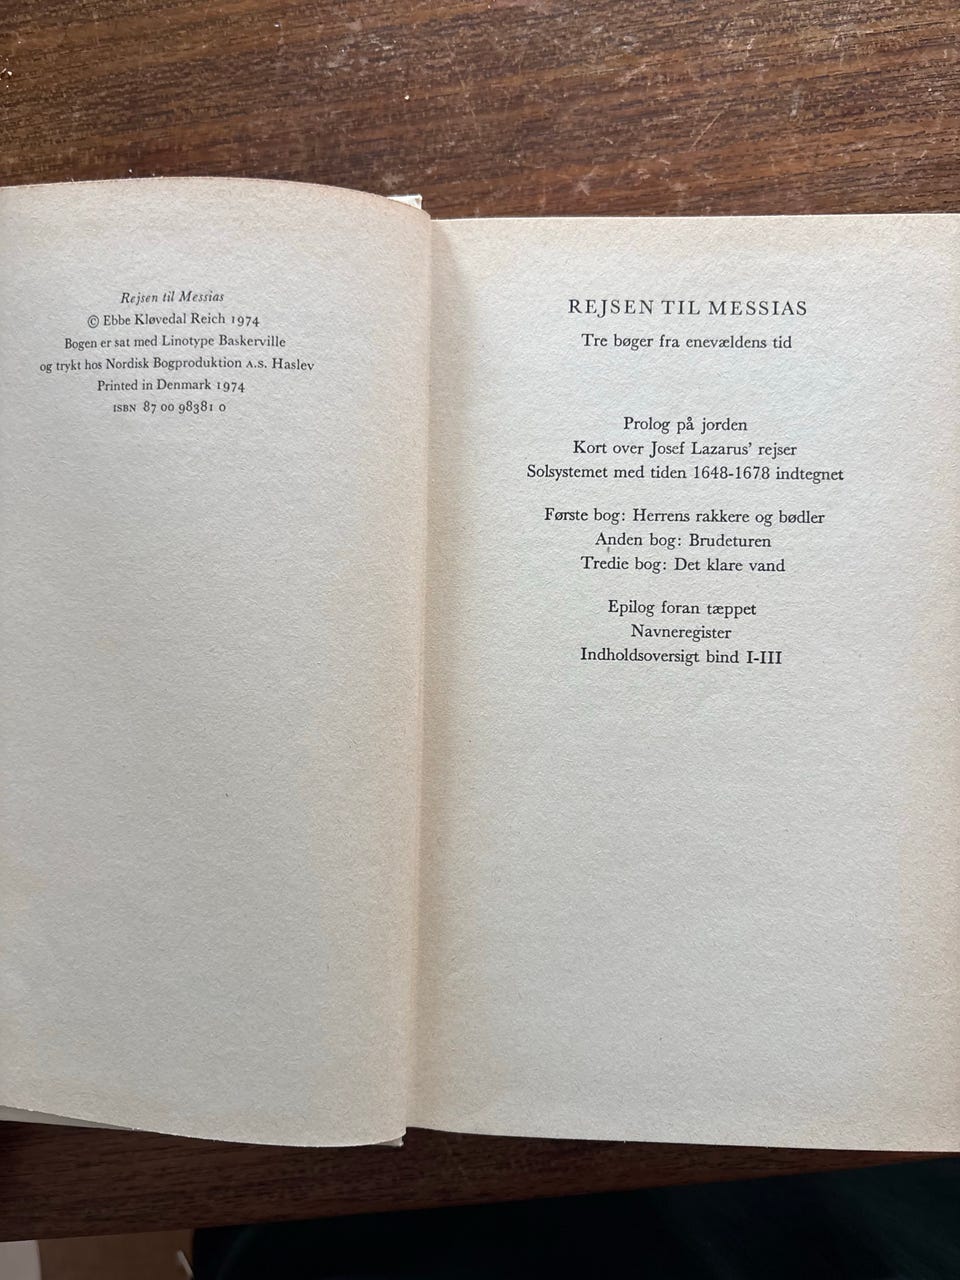 Rejsen til Messias
© Ebbe Kløvedal Reich 1974
Bogen er sat med Linotype Baskerville
og trykt hos Nordisk Bogproduktion A.S. Haslev
Printed in Denmark 1974
ISBN 87 00 98381 0
REJSEN TIL MESSIAS
Tre bøger fra enevældens tid
Prolog på jorden
Kort over Josef Lazarus’ rejser
Solsystemet med tiden 1648-1678 indtegnet
Første bog: Herrens rakkere og bødler
Anden bog: Brudeturen
Tredie bog: Det klare vand
Epilog foran tæppet
Navneregister
Indholdsoversigt bind I-III